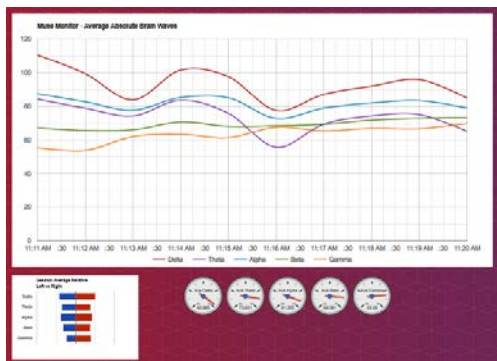 Muse Monitor - Average Absolute Brain Waves
120
100
80
60
40
20
0
11:11 AM :30 11:12 AM :30 11:13 AM :30 11:14 AM :30 11:15 AM :30 11:16 AM :30 11:17 AM :30 11:18 AM :30 11:19 AM :30 11:20 AM
Delta Theta Alpha Beta Gamma
Session Average Relative
Left vs Right
Delta
Theta
Alpha
Beta
Gamma